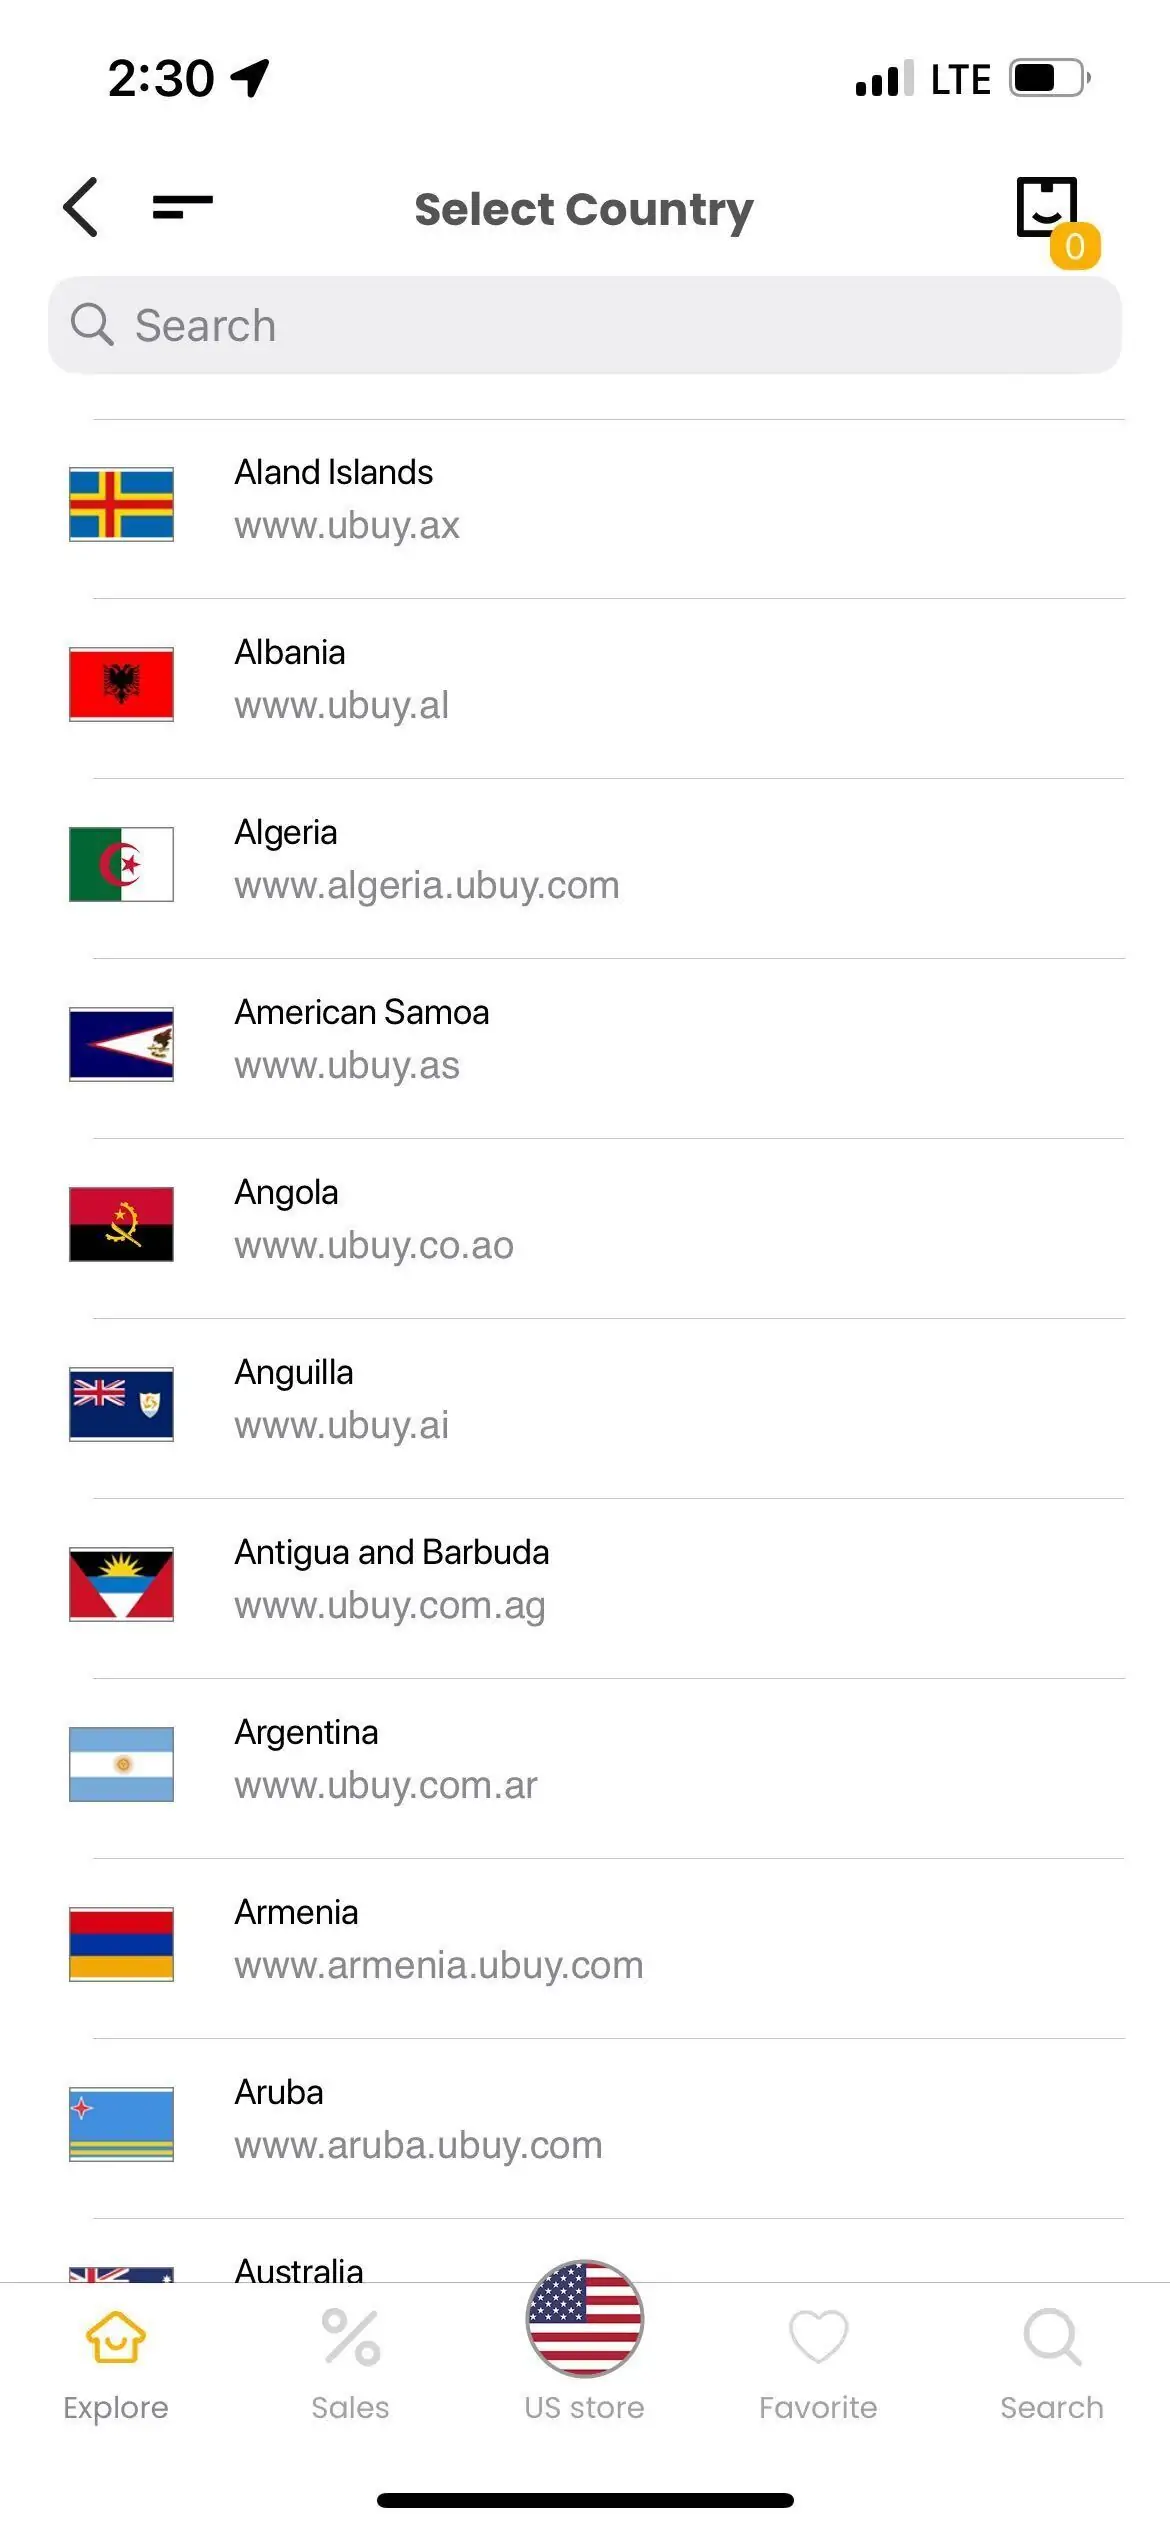 2:30
LTE
Select Country
0
Search
Aland Islands
www.ubuy.ax
Albania
www.ubuy.al
Algeria
www.algeria.ubuy.com
American Samoa
www.ubuy.as
Angola
www.ubuy.co.ao
Anguilla
www.ubuy.ai
Antigua and Barbuda
www.ubuy.com.ag
Argentina
www.ubuy.com.ar
Armenia
www.armenia.ubuy.com
Aruba
www.aruba.ubuy.com
Australia
Explore
Sales
US store
Favorite
Search